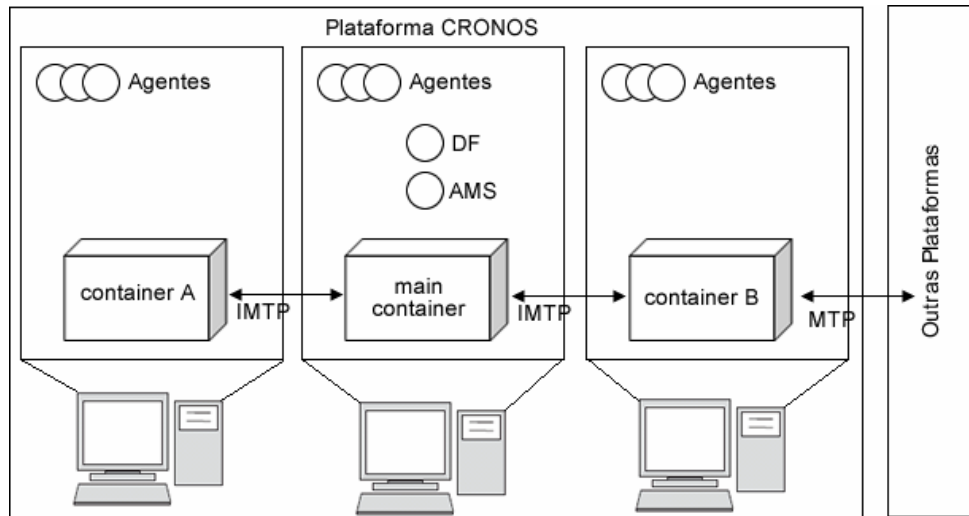 Plataforma CRONOS
Agentes
Agentes
Agentes
DF
AMS
container A
IMTP
main
container
IMTP
container B
MTP
Outras Plataformas